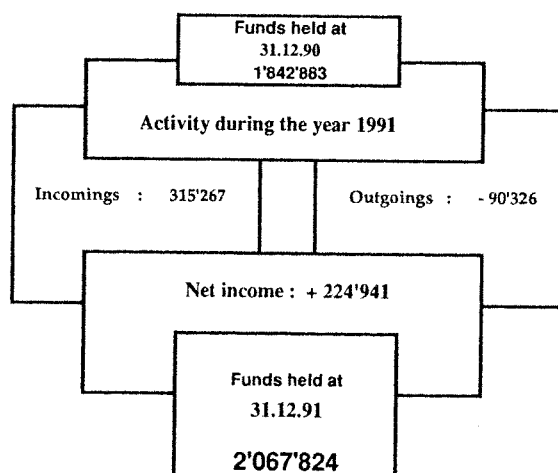 Funds held at
31.12.90
1'842'883
Activity during the year 1991
Incomings : 315'267
Outgoings : - 90'326
Net income : + 224'941
Funds held at
31.12.91
2'067'824